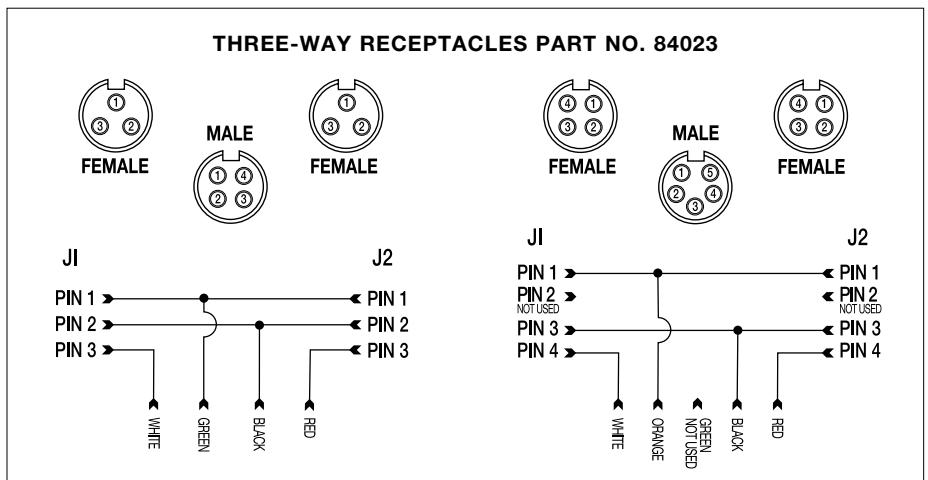 THREE-WAY RECEPTACLES PART NO. 84023
1
3 2
FEMALE
MALE
1 4
2 3
1
3 2
FEMALE
J1 J2
PIN 1 PIN 1
PIN 2 PIN 2
PIN 3 PIN 3
WHITE GREEN BLACK RED
4 1
3 2
FEMALE
MALE
1 5
2 4
3
4 1
3 2
FEMALE
J1 J2
PIN 1 PIN 1
PIN 2 PIN 2
NOT USED NOT USED
PIN 3 PIN 3
PIN 4 PIN 4
WHITE
ORANGE
GREEN
NOT USED
BLACK
RED